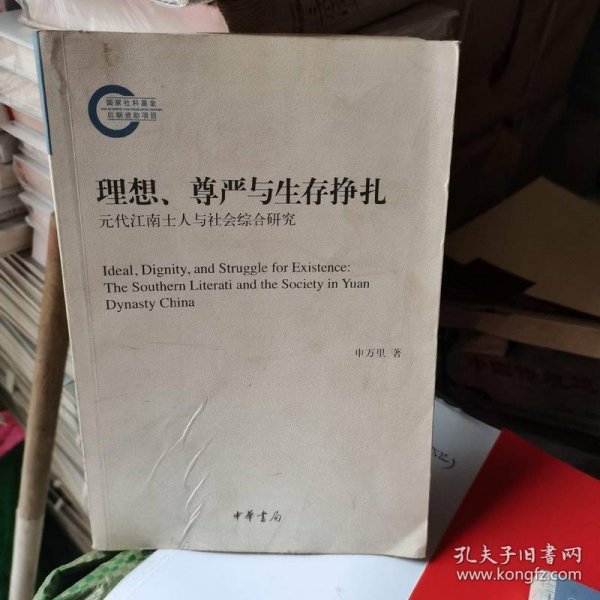 国家社科基金
后期资助项目
理想、尊严与生存挣扎
元代江南士人与社会综合研究
Ideal, Dignity, and Struggle for Existence:
The Southern Literati and the Society in Yuan
Dynasty China
申万里 著
中华书局
孔夫子旧书网
www.kongfz.com